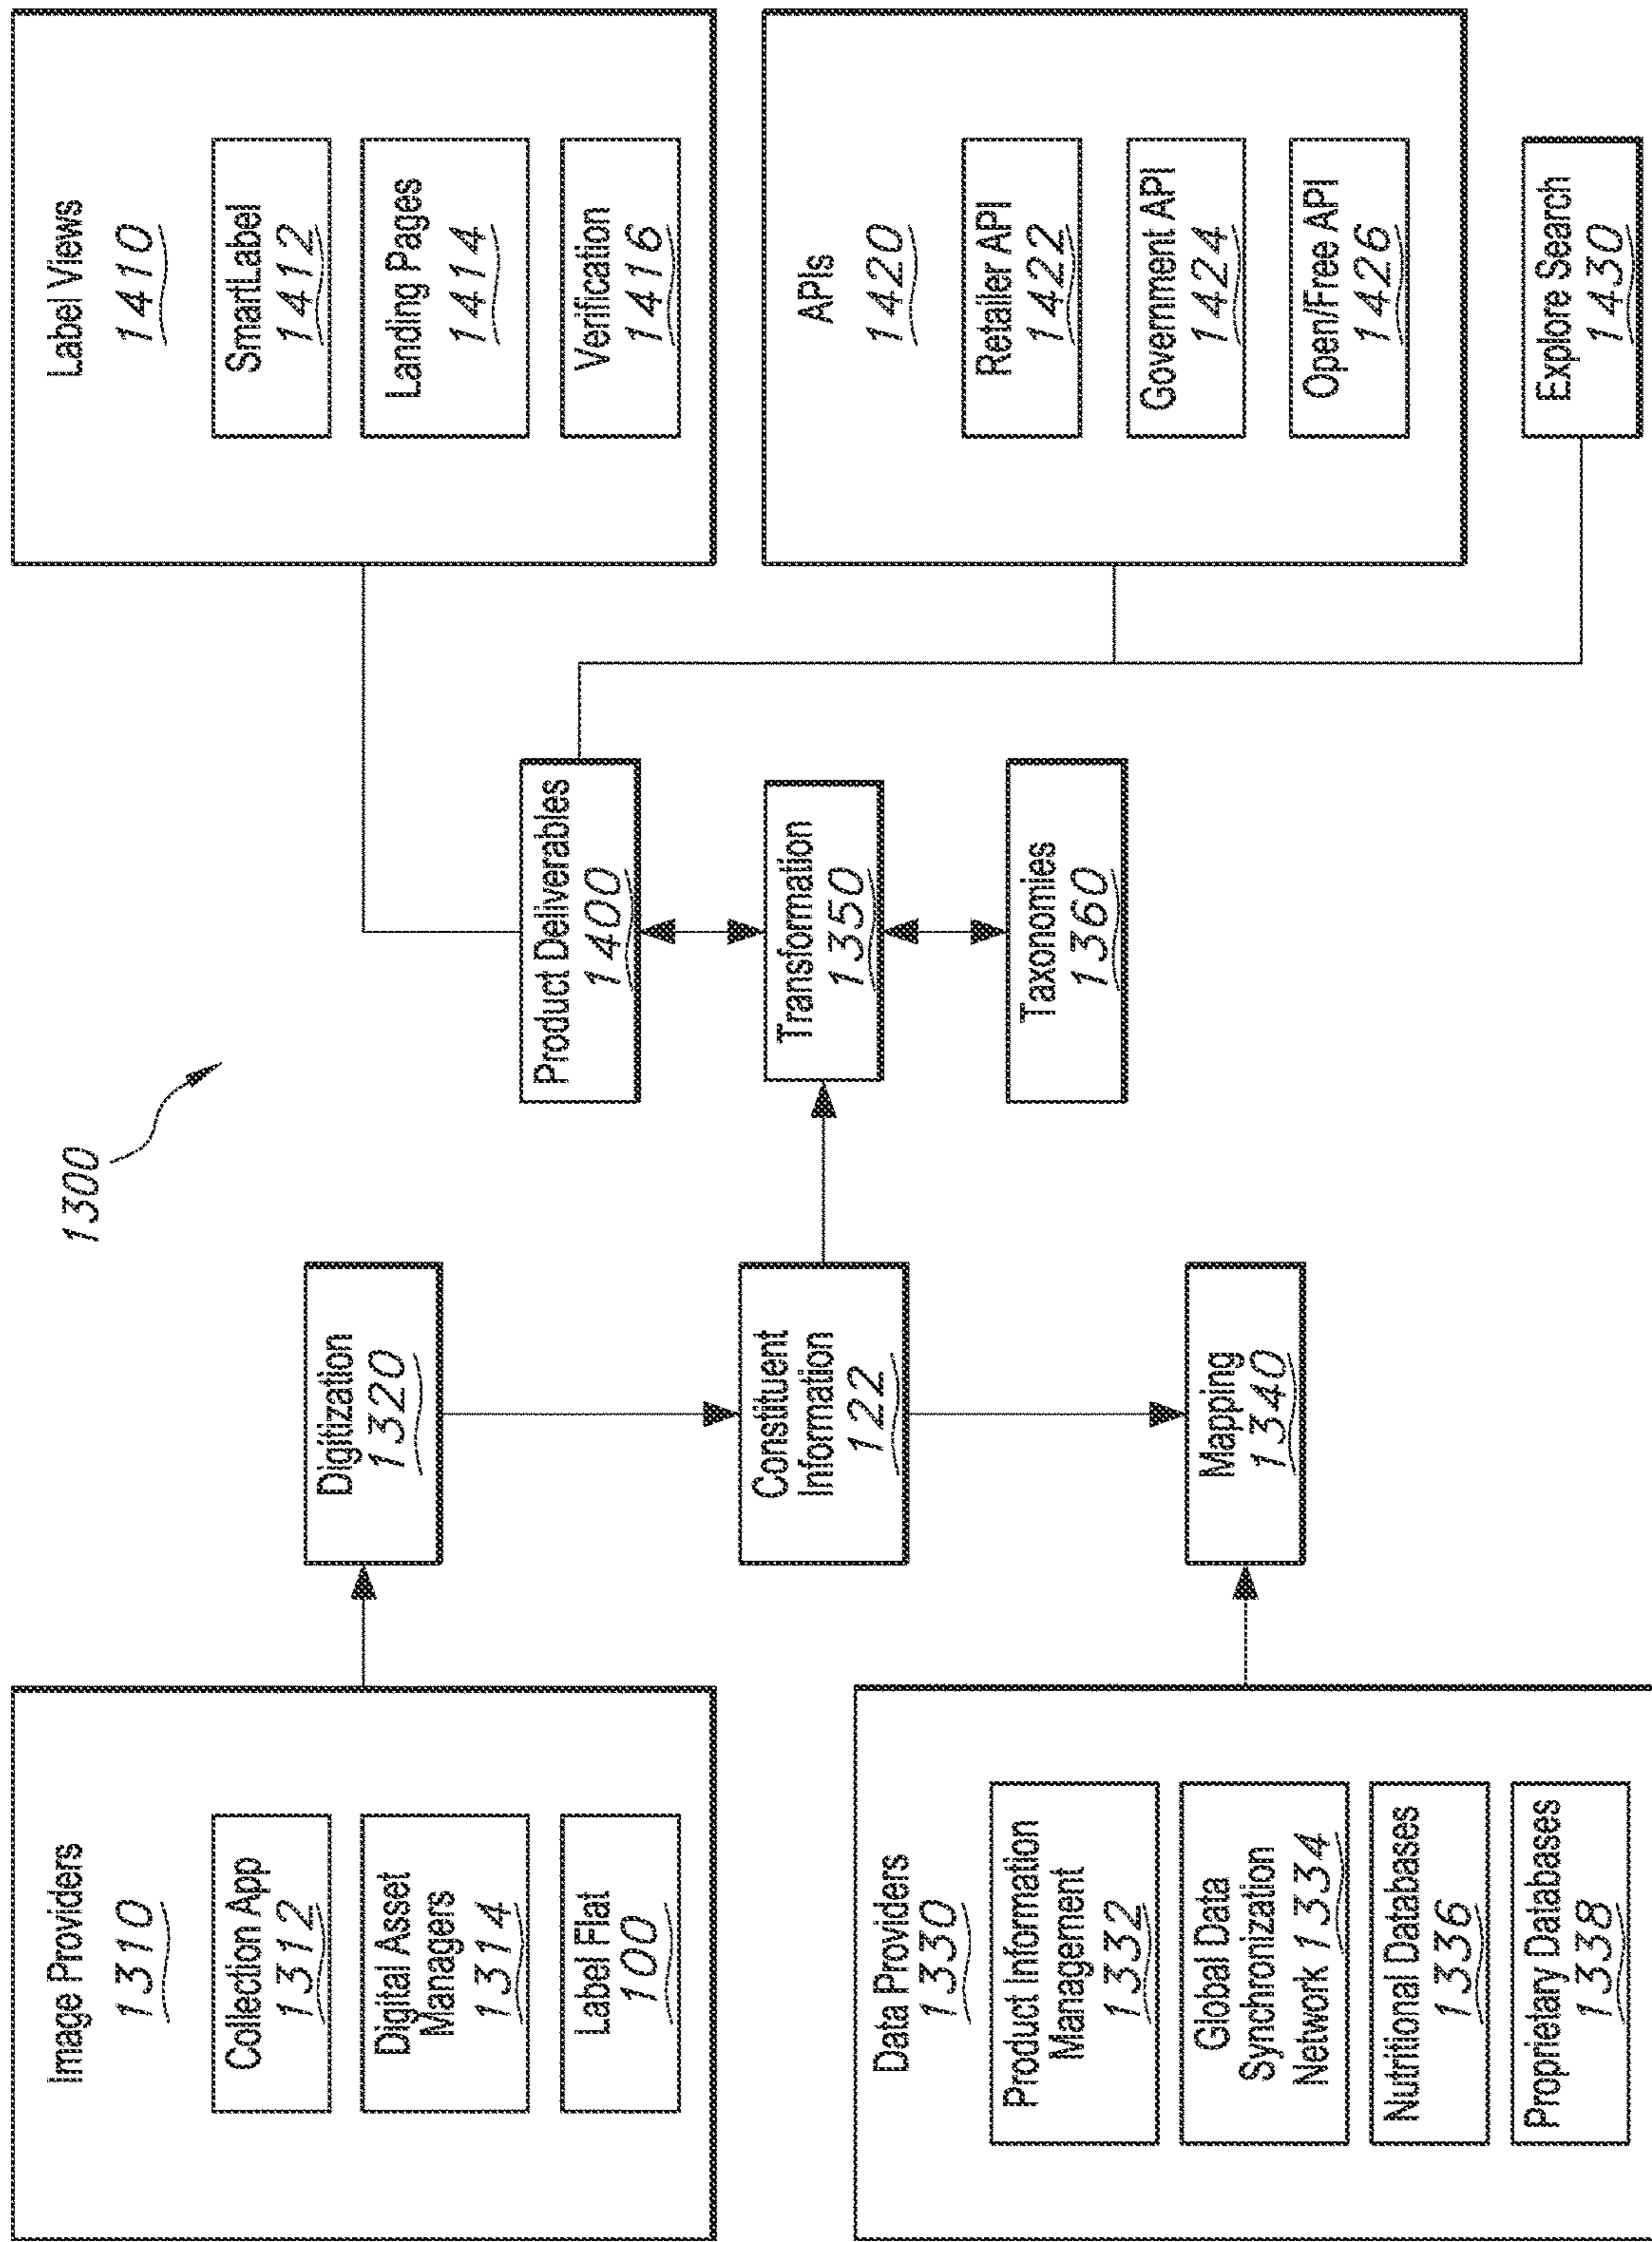 1300
Image Providers
1310
Collection App
1312
Digital Asset
Managers
1314
Label Flat
100
Data Providers
1330
Product Information
Management
1332
Global Data
Synchronization
Network 1334
Nutritional Databases
1336
Proprietary Databases
1338
Digitization
1320
Constituent
Information
122
Mapping
1340
Product Deliverables
1400
Transformation
1350
Taxonomies
1360
Label Views
1410
SmartLabel
1412
Landing Pages
1414
Verification
1416
APIs
1420
Retailer API
1422
Government API
1424
Open/Free API
1426
Explore Search
1430